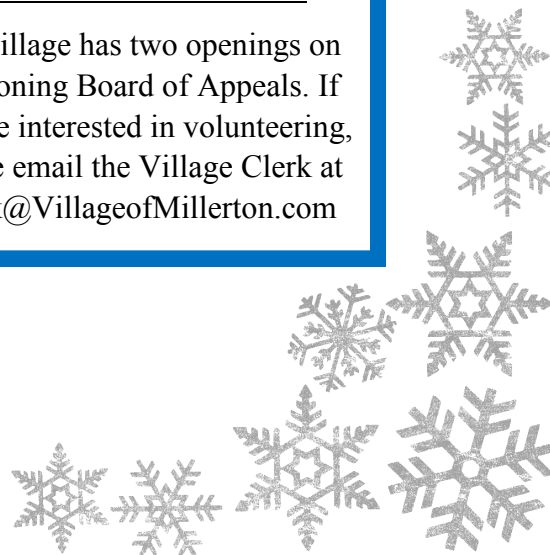 illage has two openings on
oning Board of Appeals. If
e interested in volunteering,
e email the Village Clerk at
@VillageofMillerton.com